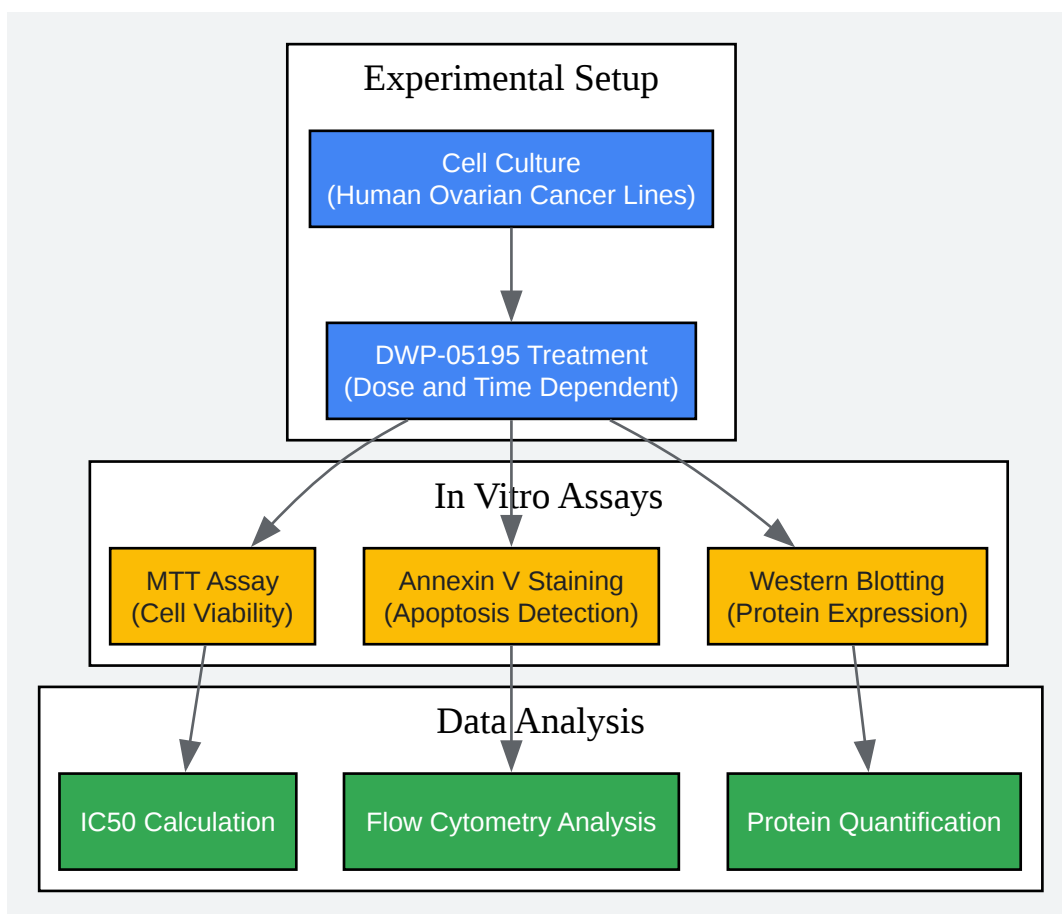 Experimental Setup
Cell Culture
(Human Ovarian Cancer Lines)
DWP-05195 Treatment
(Dose and Time Dependent)
In Vitro Assays
MTT Assay
(Cell Viability)
Annexin V Staining
(Apoptosis Detection)
Western Blotting
(Protein Expression)
Data Analysis
IC50 Calculation
Flow Cytometry Analysis
Protein Quantification